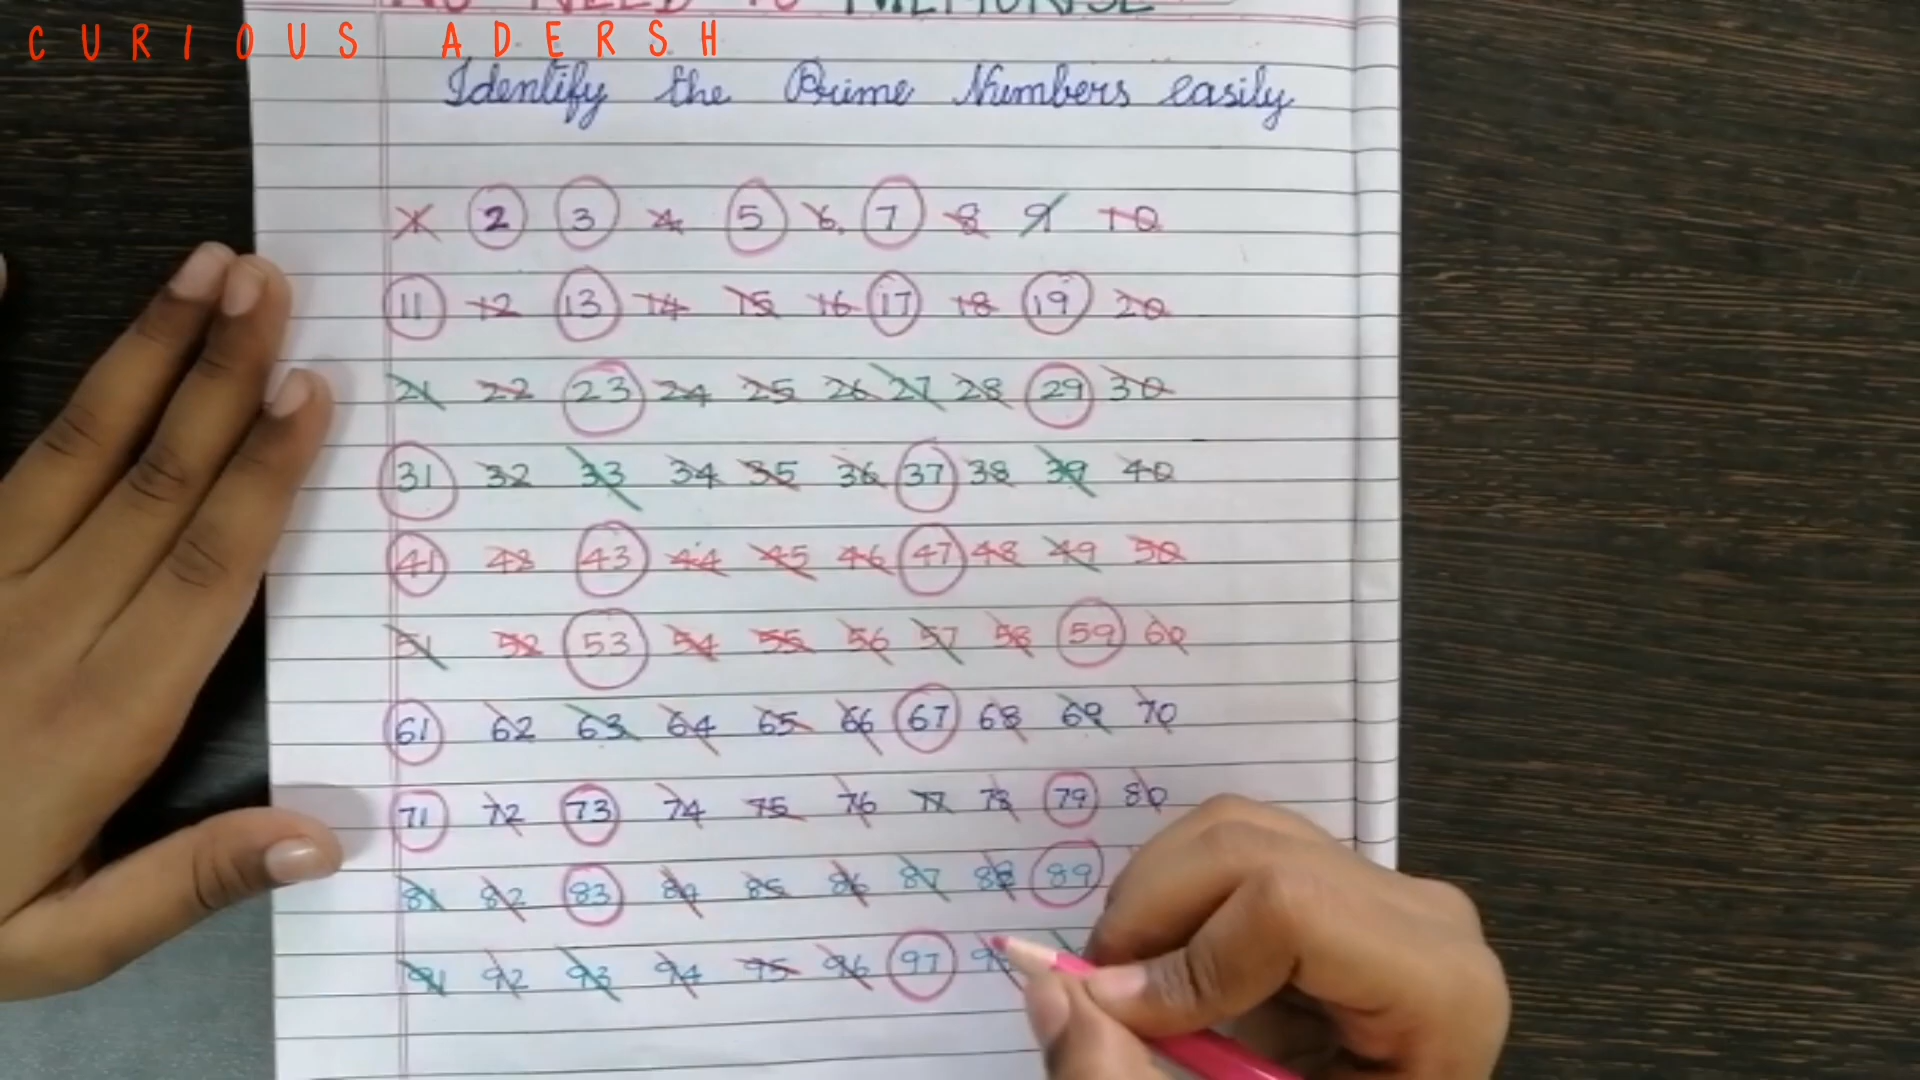 NO NEED TO MEMORISE
CURIOUS ADERSH
Identify the Prime Numbers easily
1 2 3 4 5 6 7 8 9 10
11 12 13 14 15 16 17 18 19 20
21 22 23 24 25 26 27 28 29 30
31 32 33 34 35 36 37 38 39 40
41 42 43 44 45 46 47 48 49 50
51 52 53 54 55 56 57 58 59 60
61 62 63 64 65 66 67 68 69 70
71 72 73 74 75 76 77 78 79 80
81 82 83 84 85 86 87 88 89
91 92 93 94 95 96 97